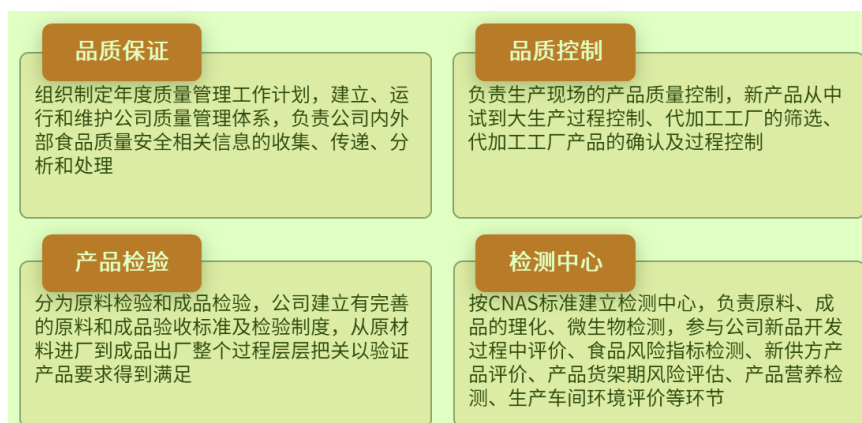 品质保证
组织制定年度质量管理工作计划，建立、运
行和维护公司质量管理体系，负责公司内外
部食品质量安全相关信息的收集、传递、分
析和处理
品质控制
负责生产现场的产品质量控制，新产品从中
试到大生产过程控制、代加工工厂的筛选、
代加工工厂产品的确认及过程控制
产品检验
分为原料检验和成品检验，公司建立有完善
的原料和成品验收标准及检验制度，从原材
料进厂到成品出厂整个过程层层把关以验证
产品要求得到满足
检测中心
按CNAS标准建立检测中心，负责原料、成
品的理化、微生物检测，参与公司新品开发
过程中评价、食品风险指标检测、新供方产
品评价、产品货架期风险评估、产品营养检
测、生产车间环境评价等环节